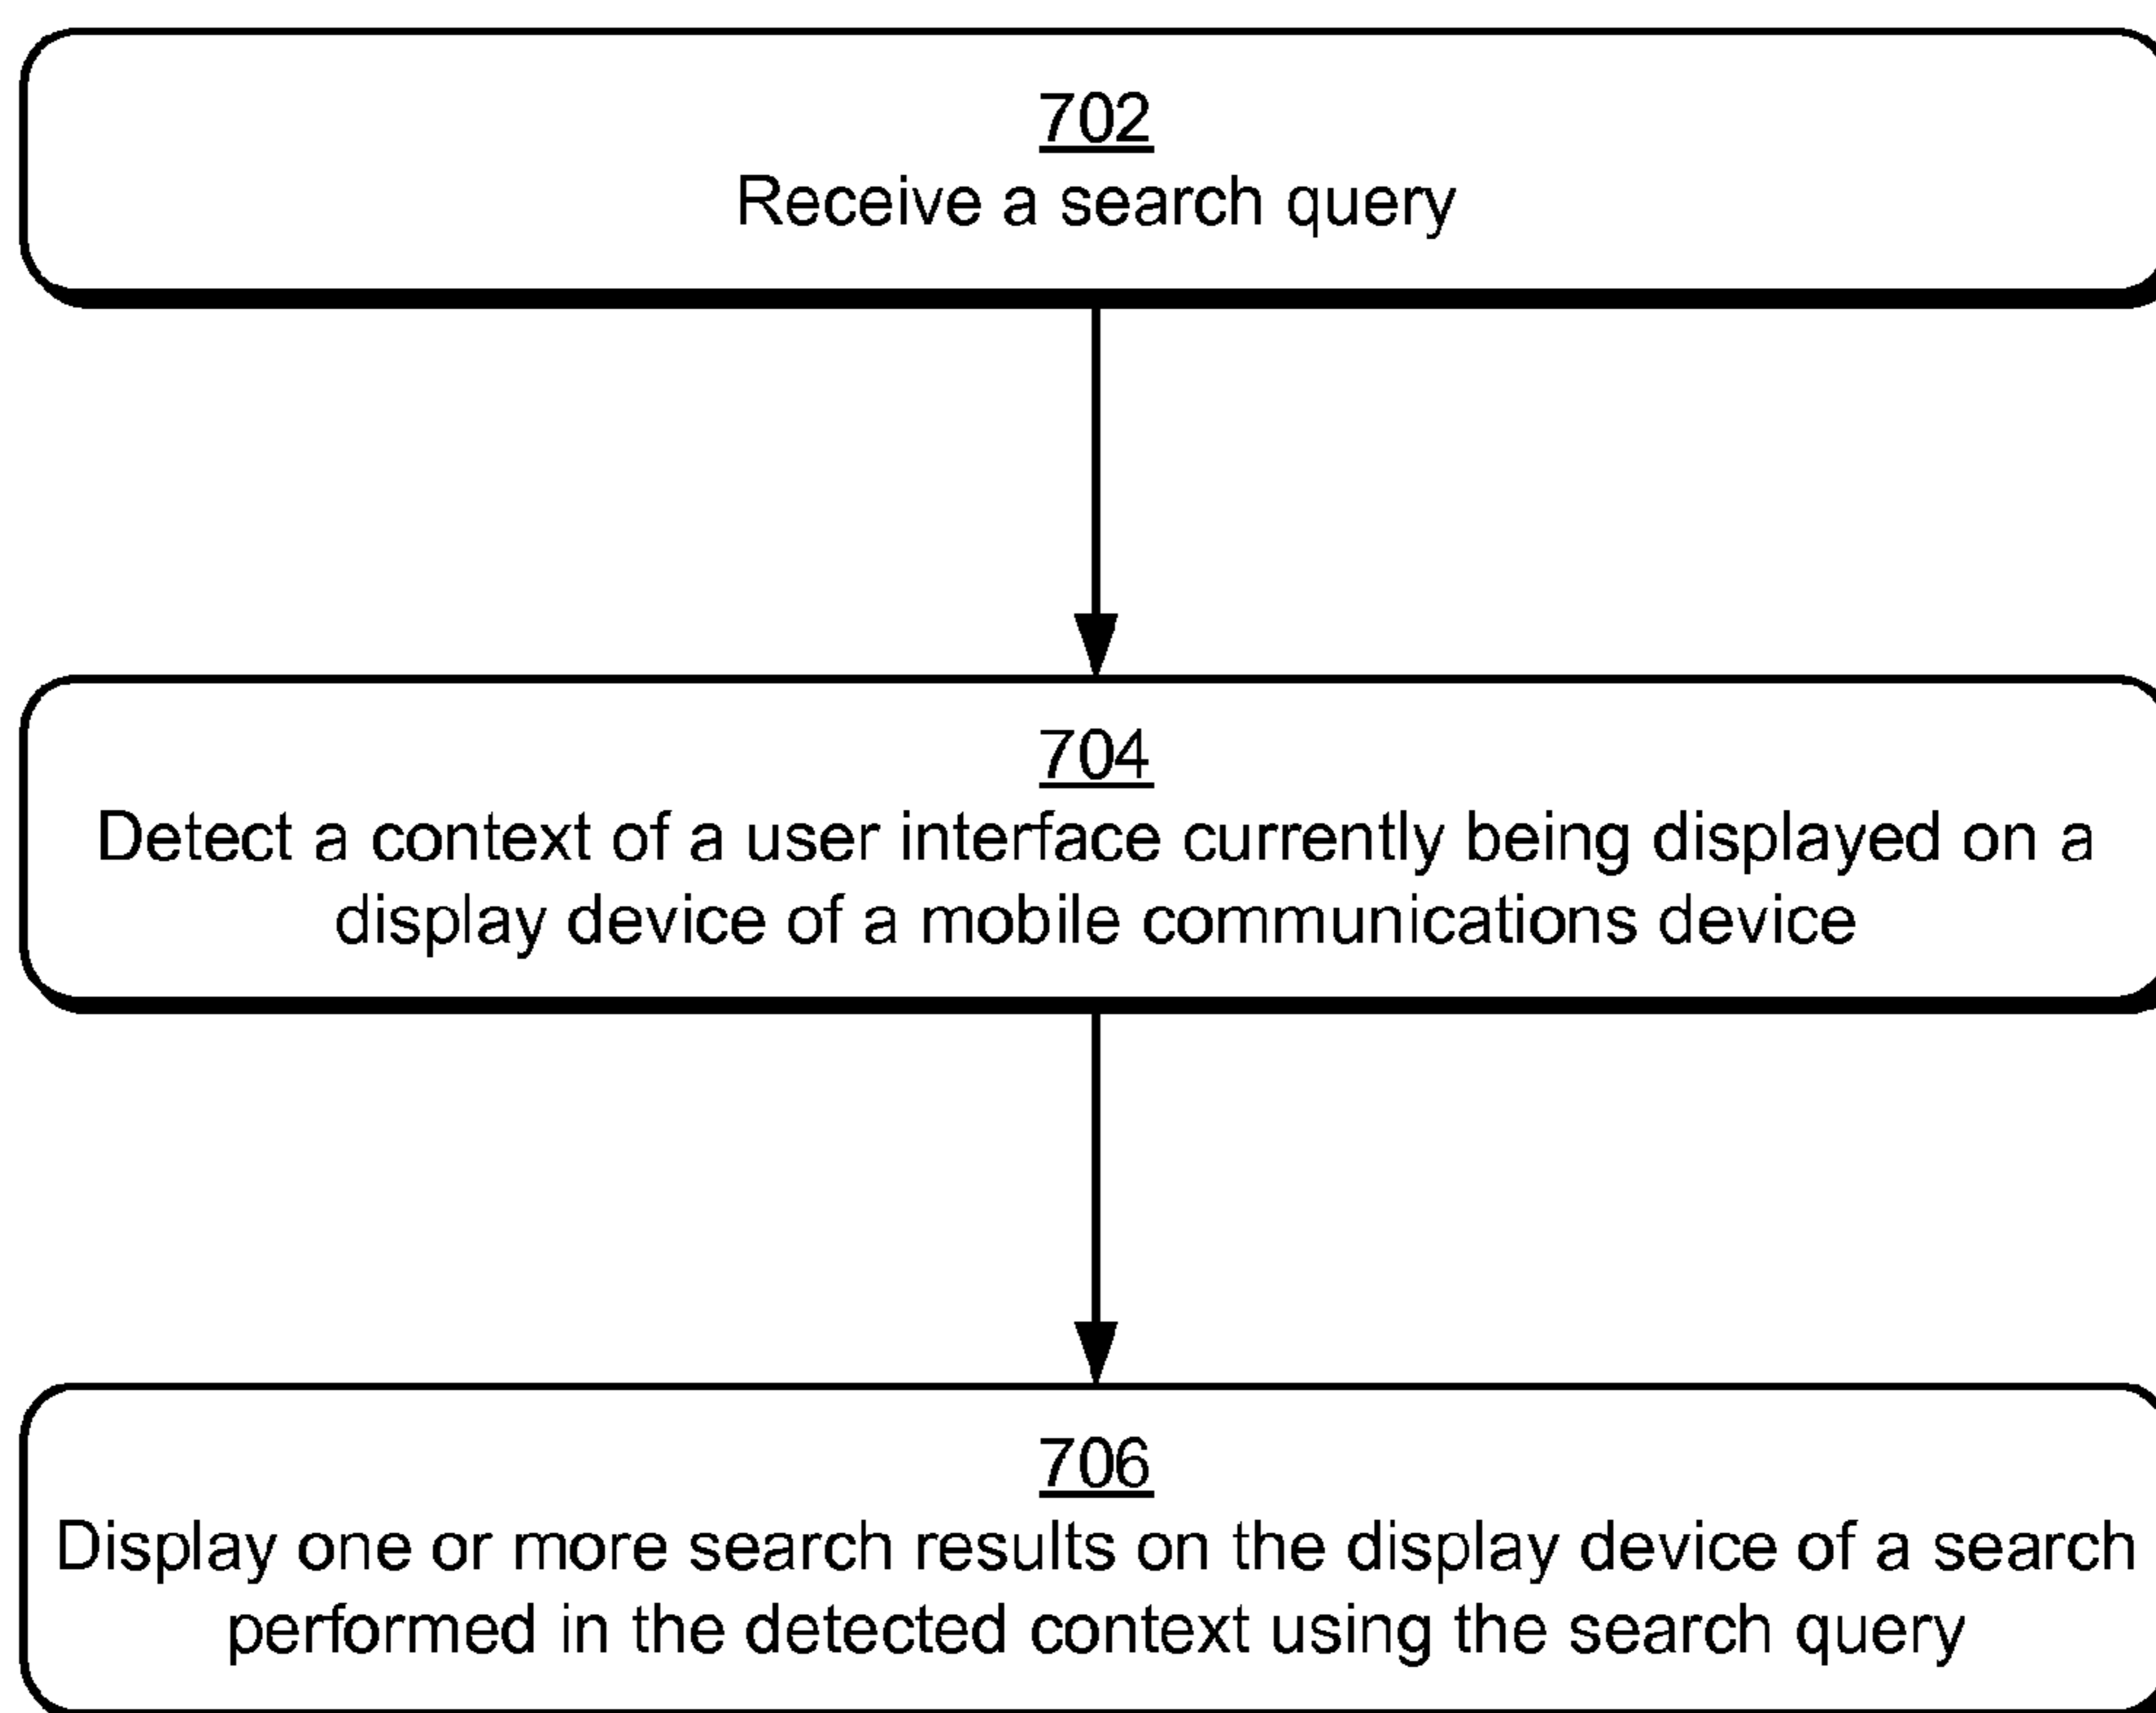 702
Receive a search query
704
Detect a context of a user interface currently being displayed on a
display device of a mobile communications device
706
Display one or more search results on the display device of a search
performed in the detected context using the search query